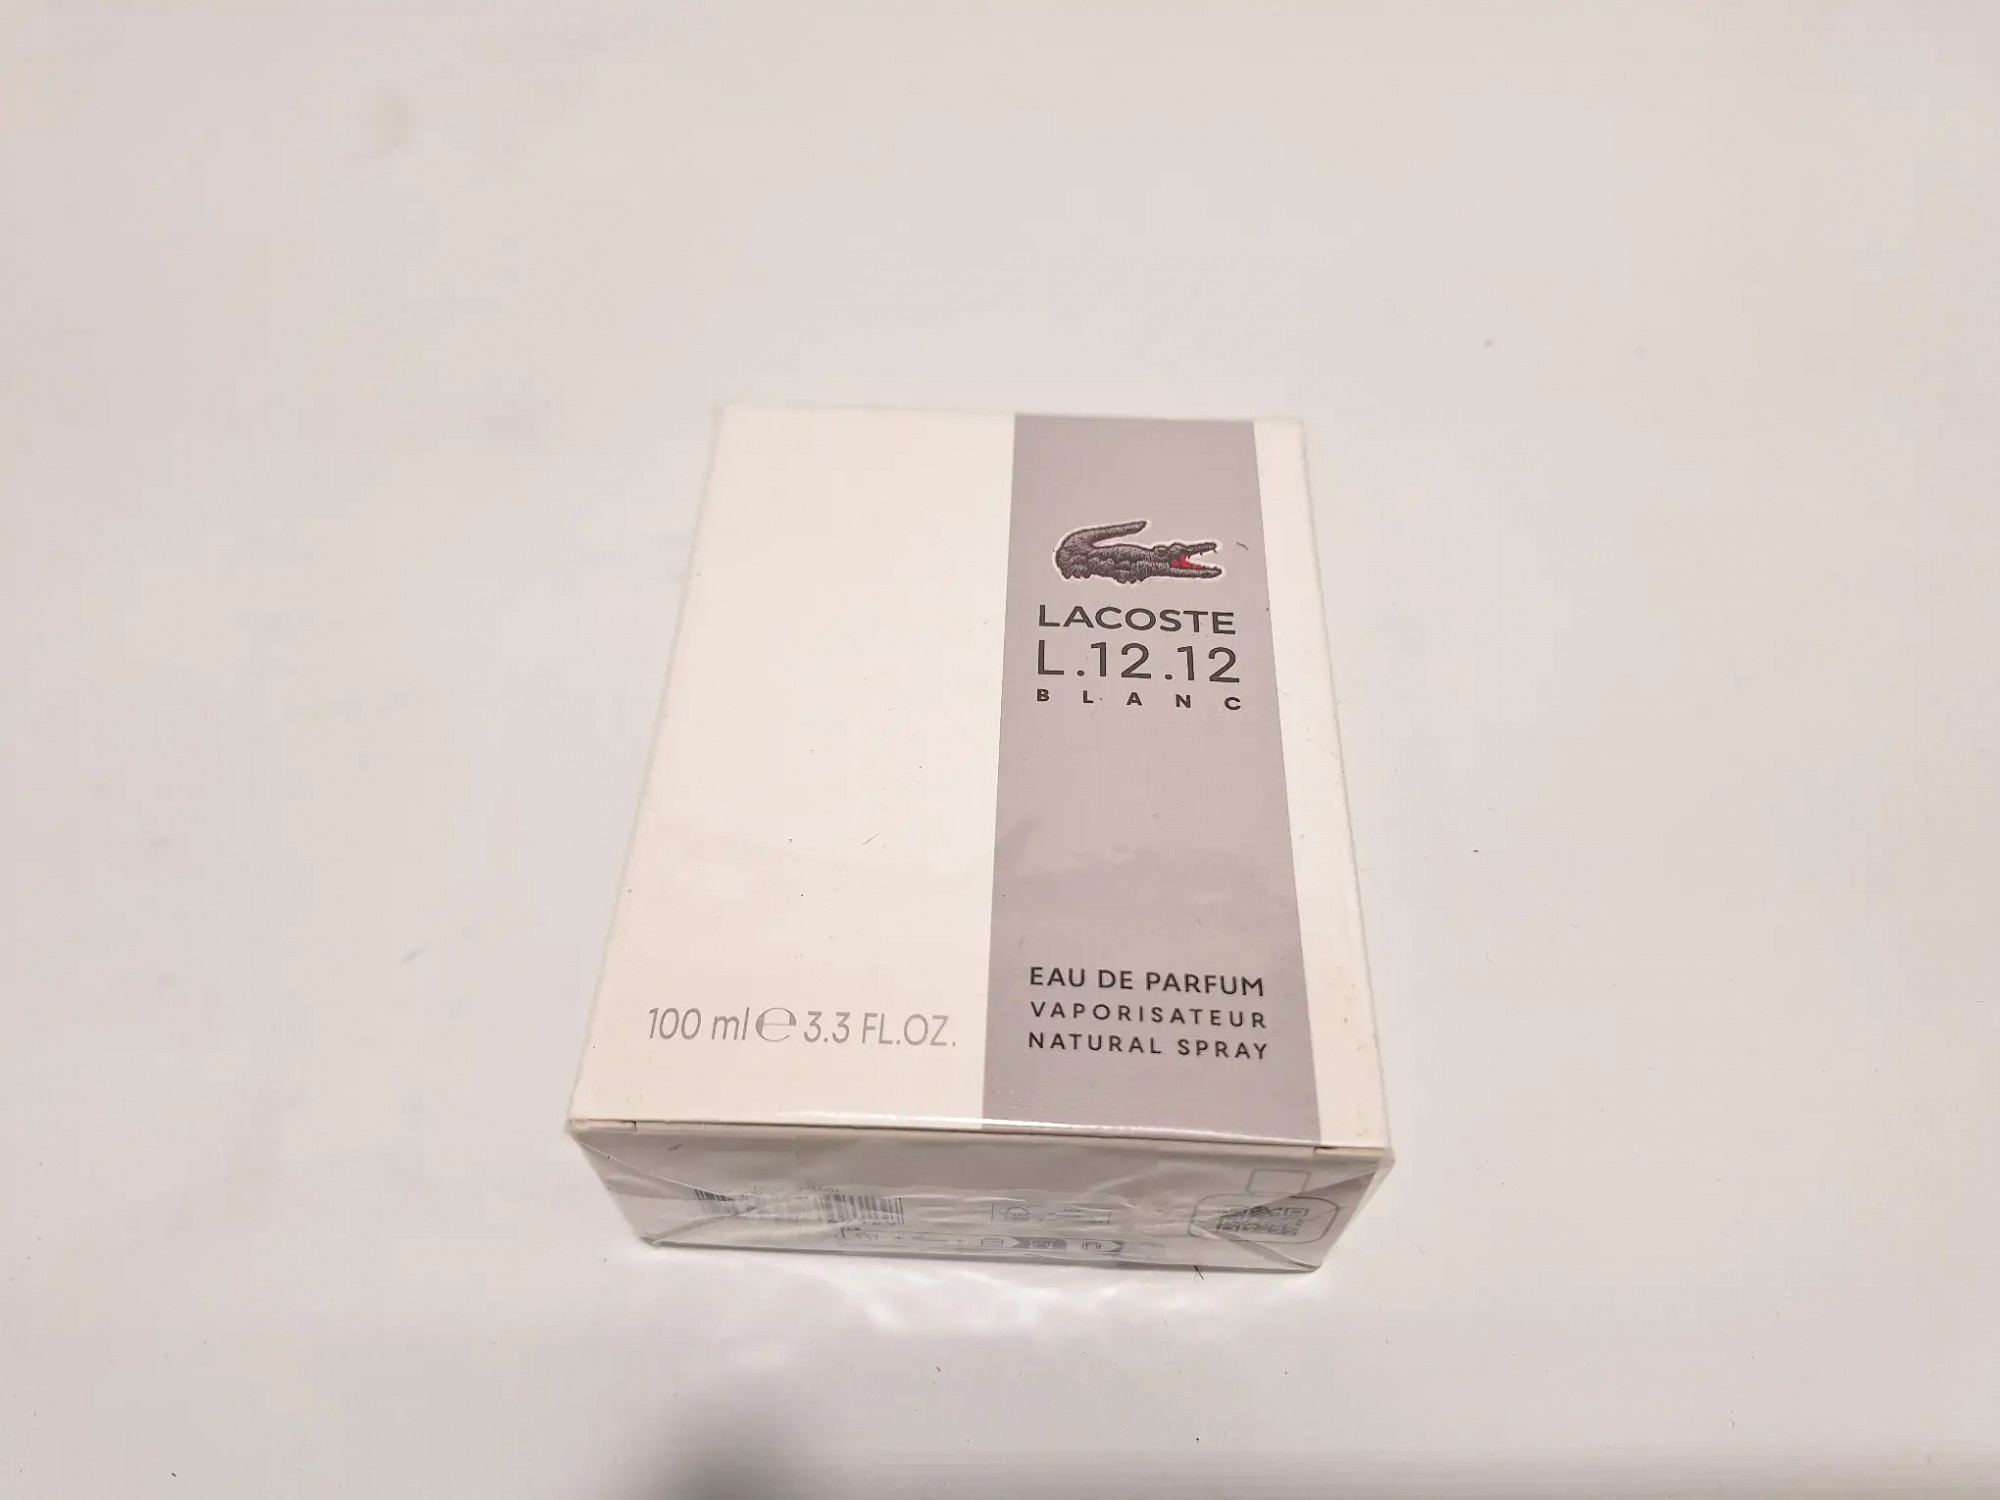 LACOSTE
L.12.12
BLANC
EAU DE PARFUM
VAPORISATEUR
NATURAL SPRAY
100 ml e 3.3 FL.OZ.